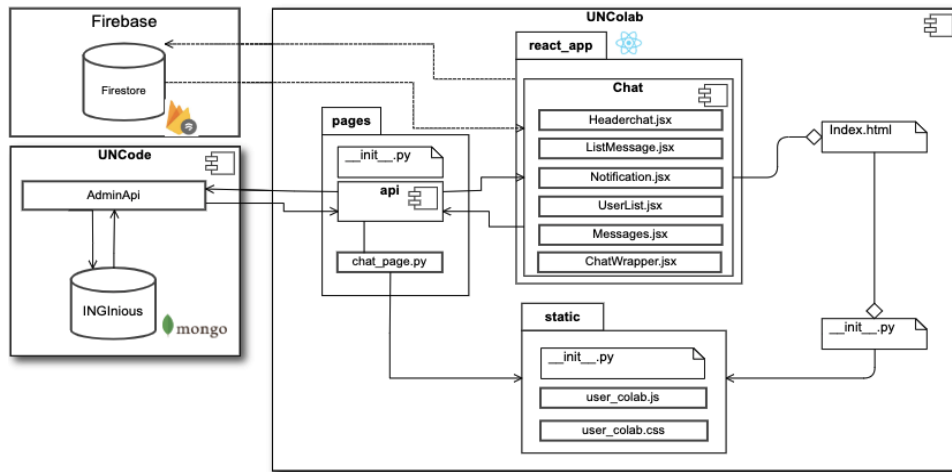 Firebase
Firestore
UNCode
AdminApi
INGInious
mongo
UNColab
pages
__init__.py
api
chat_page.py
react_app
Chat
Headerchat.jsx
ListMessage.jsx
Notification.jsx
UserList.jsx
Messages.jsx
ChatWrapper.jsx
static
__init__.py
user_colab.js
user_colab.css
Index.html
__init__.py